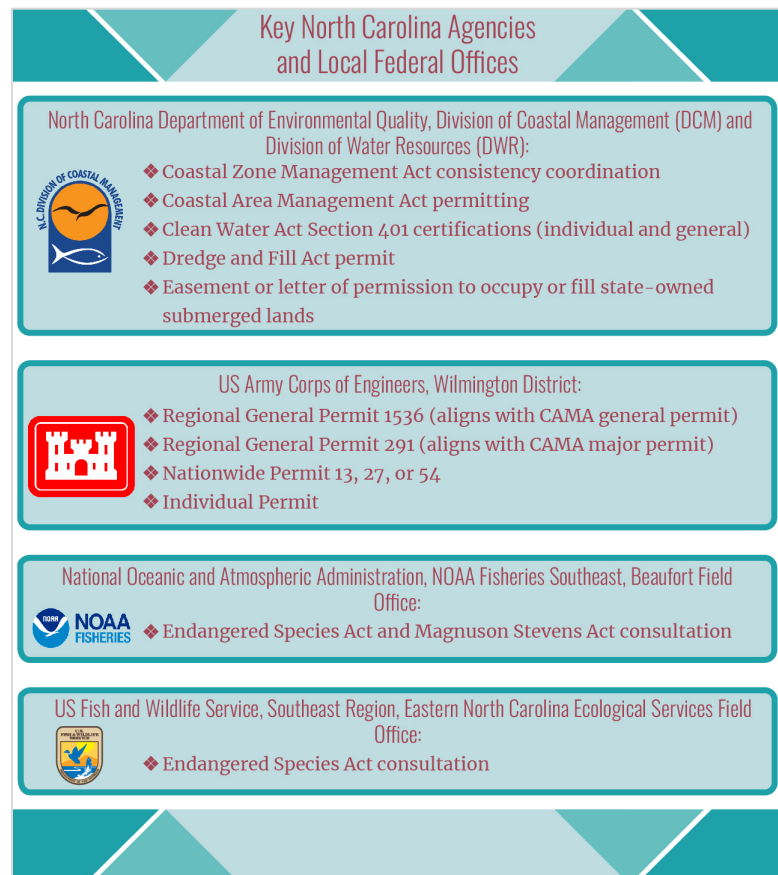 Key North Carolina Agencies
and Local Federal Offices
North Carolina Department of Environmental Quality, Division of Coastal Management (DCM) and
Division of Water Resources (DWR):
N.C. DIVISION OF COASTAL MANAGEMENT
❖ Coastal Zone Management Act consistency coordination
❖ Coastal Area Management Act permitting
❖ Clean Water Act Section 401 certifications (individual and general)
❖ Dredge and Fill Act permit
❖ Easement or letter of permission to occupy or fill state-owned
submerged lands
US Army Corps of Engineers, Wilmington District:
❖ Regional General Permit 1536 (aligns with CAMA general permit)
❖ Regional General Permit 291 (aligns with CAMA major permit)
❖ Nationwide Permit 13, 27, or 54
❖ Individual Permit
National Oceanic and Atmospheric Administration, NOAA Fisheries Southeast, Beaufort Field
Office:
NOAA
NOAA
FISHERIES
❖ Endangered Species Act and Magnuson Stevens Act consultation
US Fish and Wildlife Service, Southeast Region, Eastern North Carolina Ecological Services Field
Office:
U.S.
FISH & WILDLIFE
SERVICE
❖ Endangered Species Act consultation